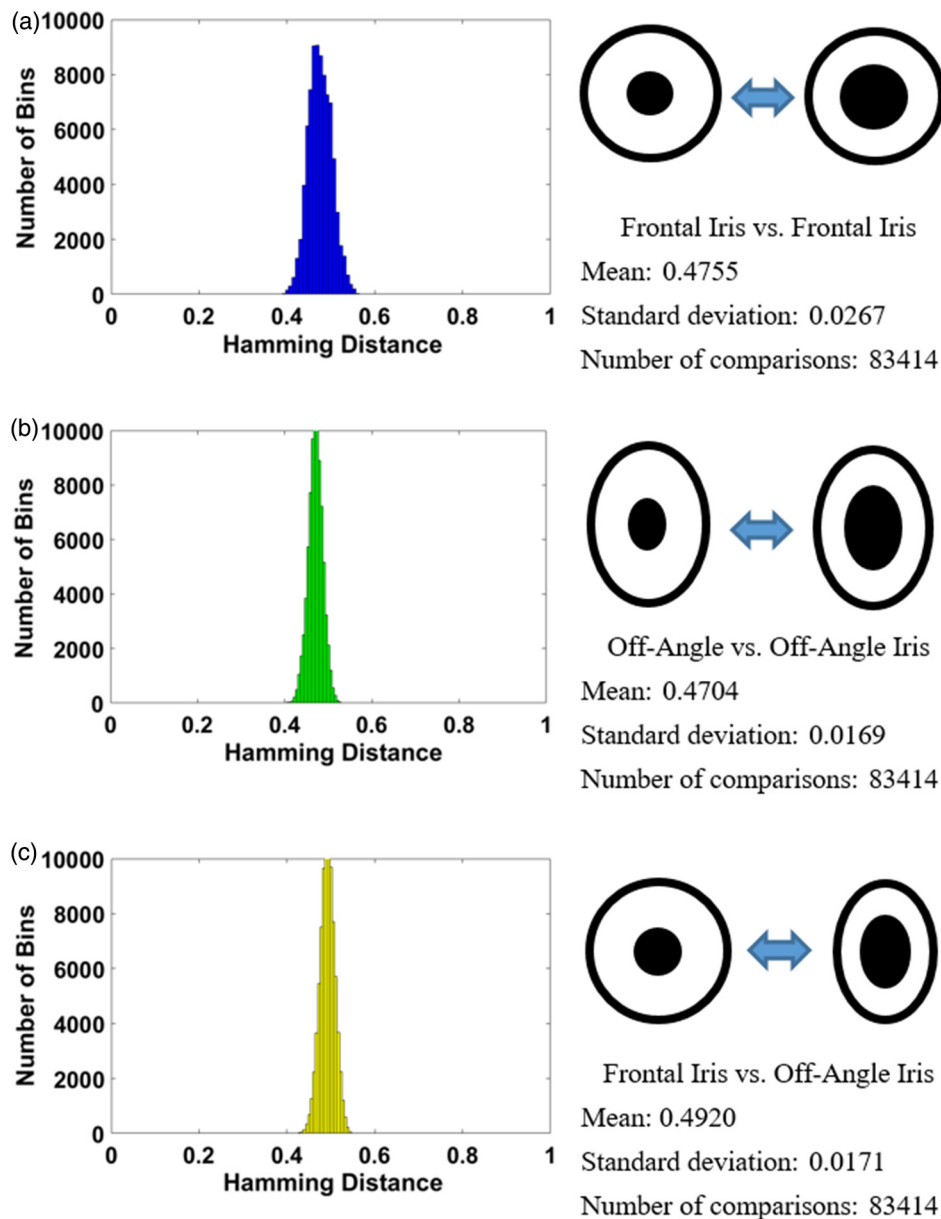 (a)
10000
8000
6000
4000
2000
0
Number of Bins
0 0.2 0.4 0.6 0.8 1
Hamming Distance
Frontal Iris vs. Frontal Iris
Mean: 0.4755
Standard deviation: 0.0267
Number of comparisons: 83414
(b)
10000
8000
6000
4000
2000
0
Number of Bins
0 0.2 0.4 0.6 0.8 1
Hamming Distance
Off-Angle vs. Off-Angle Iris
Mean: 0.4704
Standard deviation: 0.0169
Number of comparisons: 83414
(c)
10000
8000
6000
4000
2000
0
Number of Bins
0 0.2 0.4 0.6 0.8 1
Hamming Distance
Frontal Iris vs. Off-Angle Iris
Mean: 0.4920
Standard deviation: 0.0171
Number of comparisons: 83414